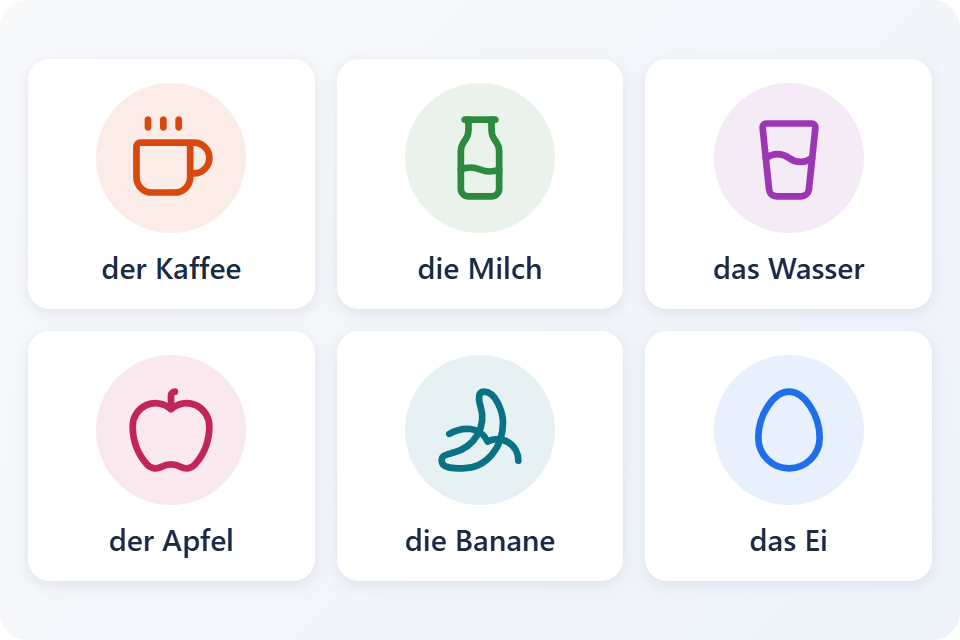 der Kaffee
die Milch
das Wasser
der Apfel
die Banane
das Ei